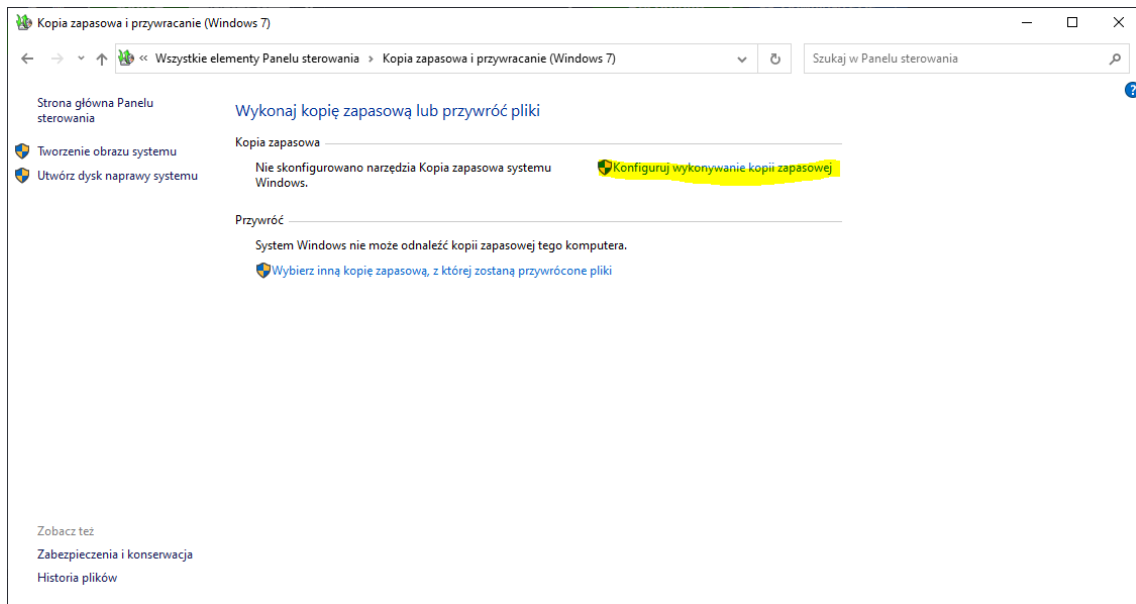 Kopia zapasowa i przywracanie (Windows 7)
« Wszystkie elementy Panelu sterowania > Kopia zapasowa i przywracanie (Windows 7)
Szukaj w Panelu sterowania
?
Strona główna Panelu
sterowania
Tworzenie obrazu systemu
Utwórz dysk naprawy systemu
Wykonaj kopię zapasową lub przywróć pliki
Kopia zapasowa
Nie skonfigurowano narzędzia Kopia zapasowa systemu
Windows.
Konfiguruj wykonywanie kopii zapasowej
Przywróć
System Windows nie może odnaleźć kopii zapasowej tego komputera.
Wybierz inną kopię zapasową, z której zostaną przywrócone pliki
Zobacz też
Zabezpieczenia i konserwacja
Historia plików